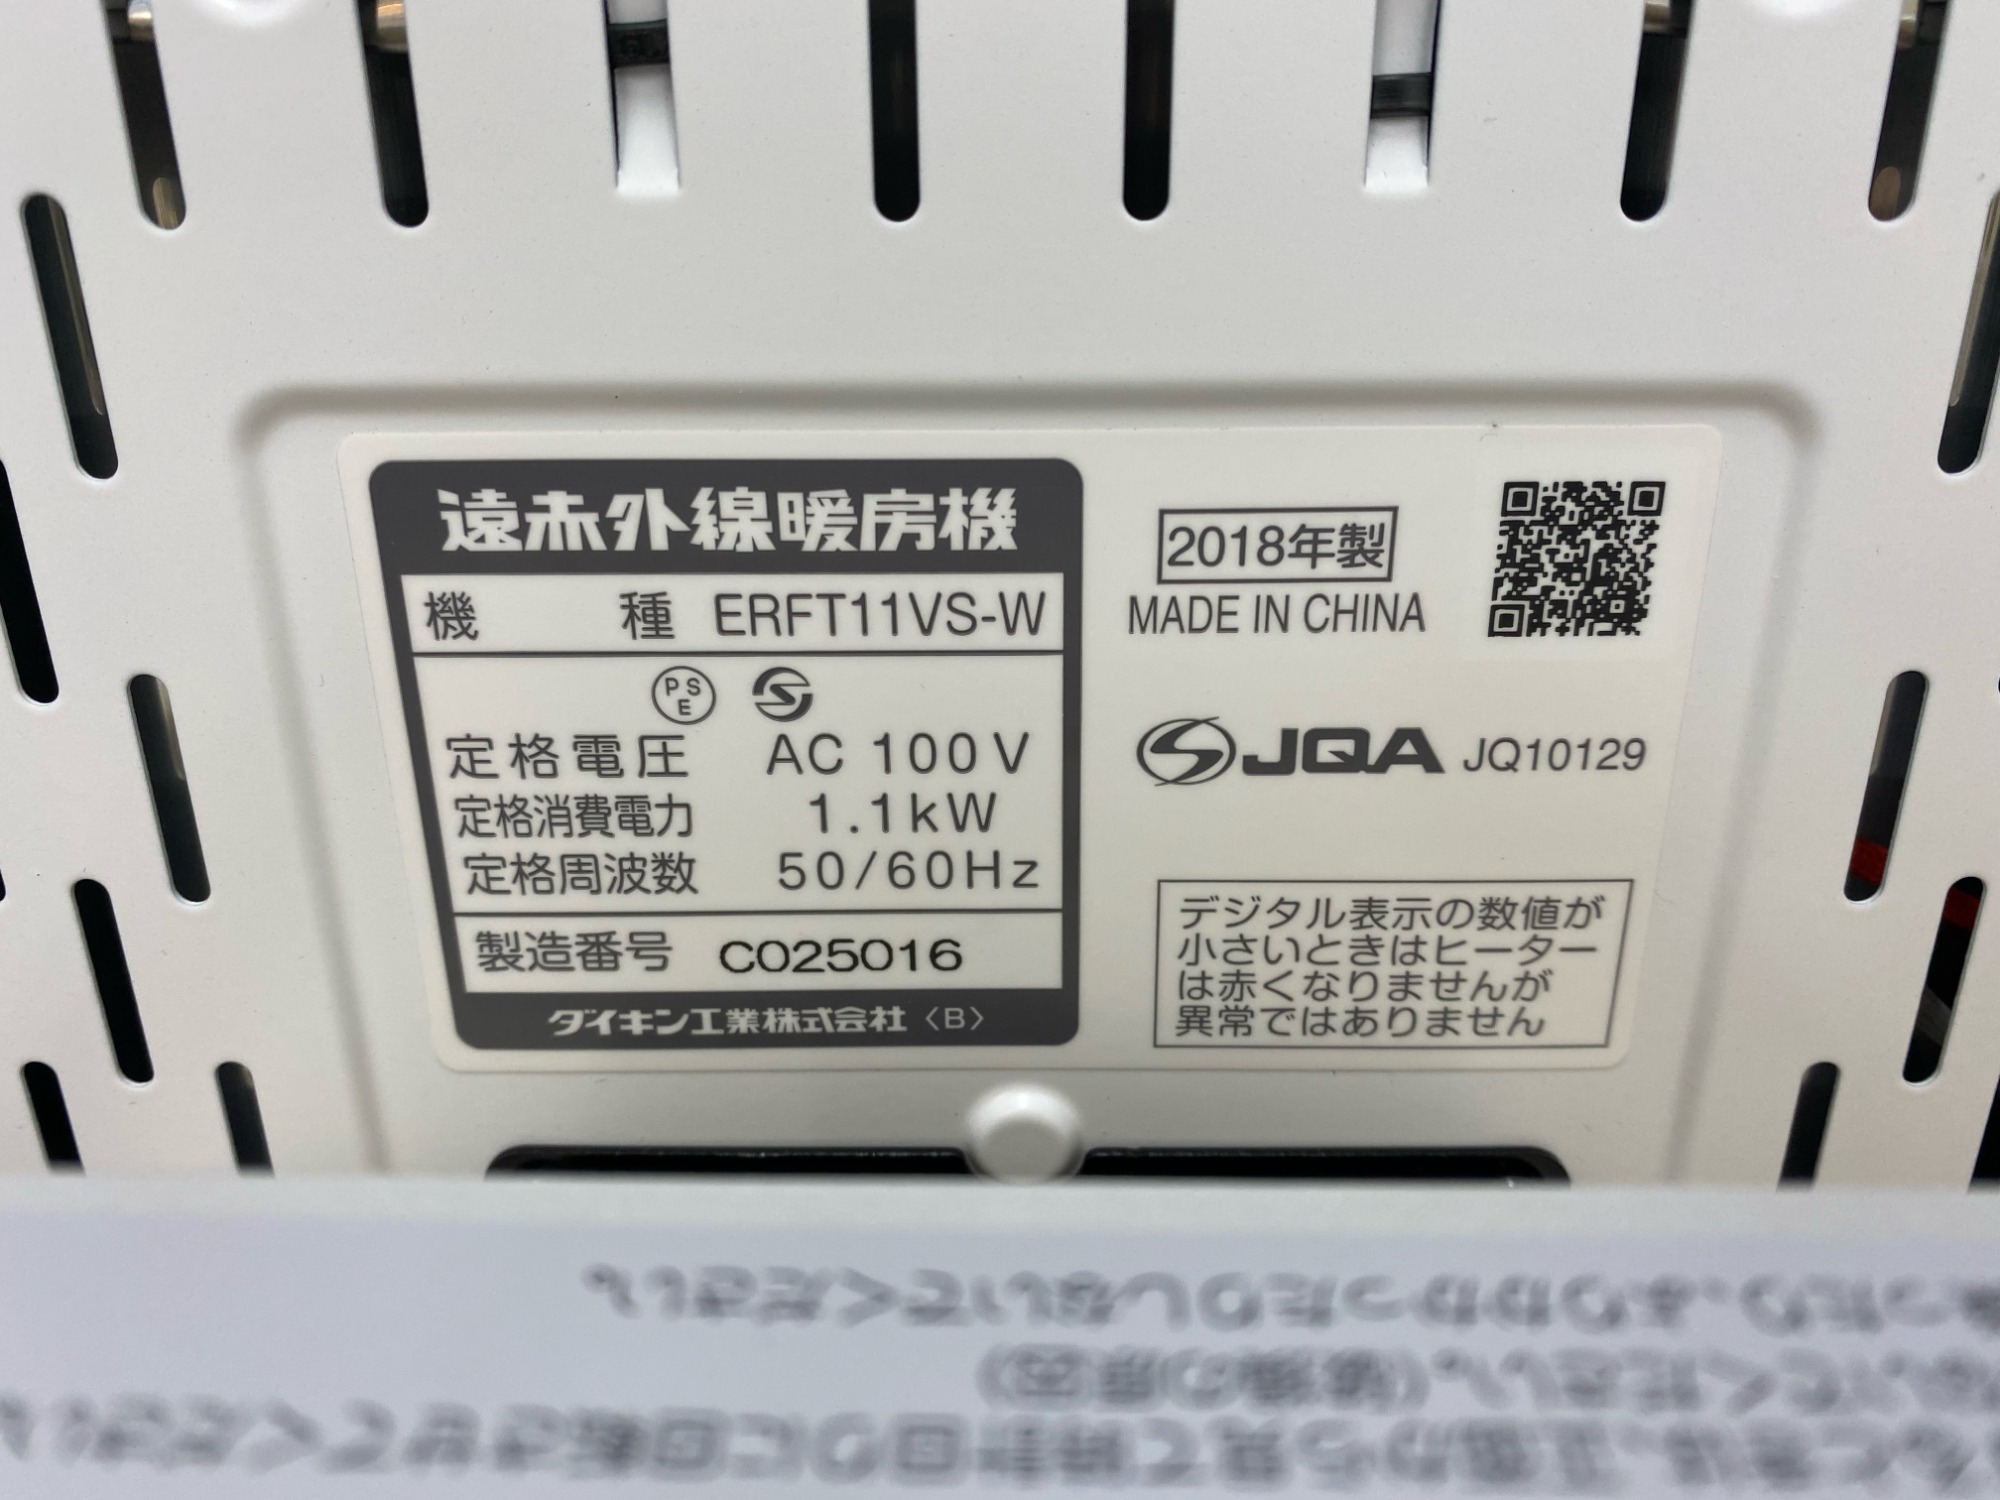 遠赤外線暖房機
機 種 ERFT11VS-W
PSE
定格電圧 AC 100V
定格消費電力 1.1kW
定格周波数 50/60Hz
製造番号 C025016
ダイキン工業株式会社〈B〉
2018年製
MADE IN CHINA
JQA JQ10129
デジタル表示の数値が
小さいときはヒーター
は赤くなりませんが
異常ではありません